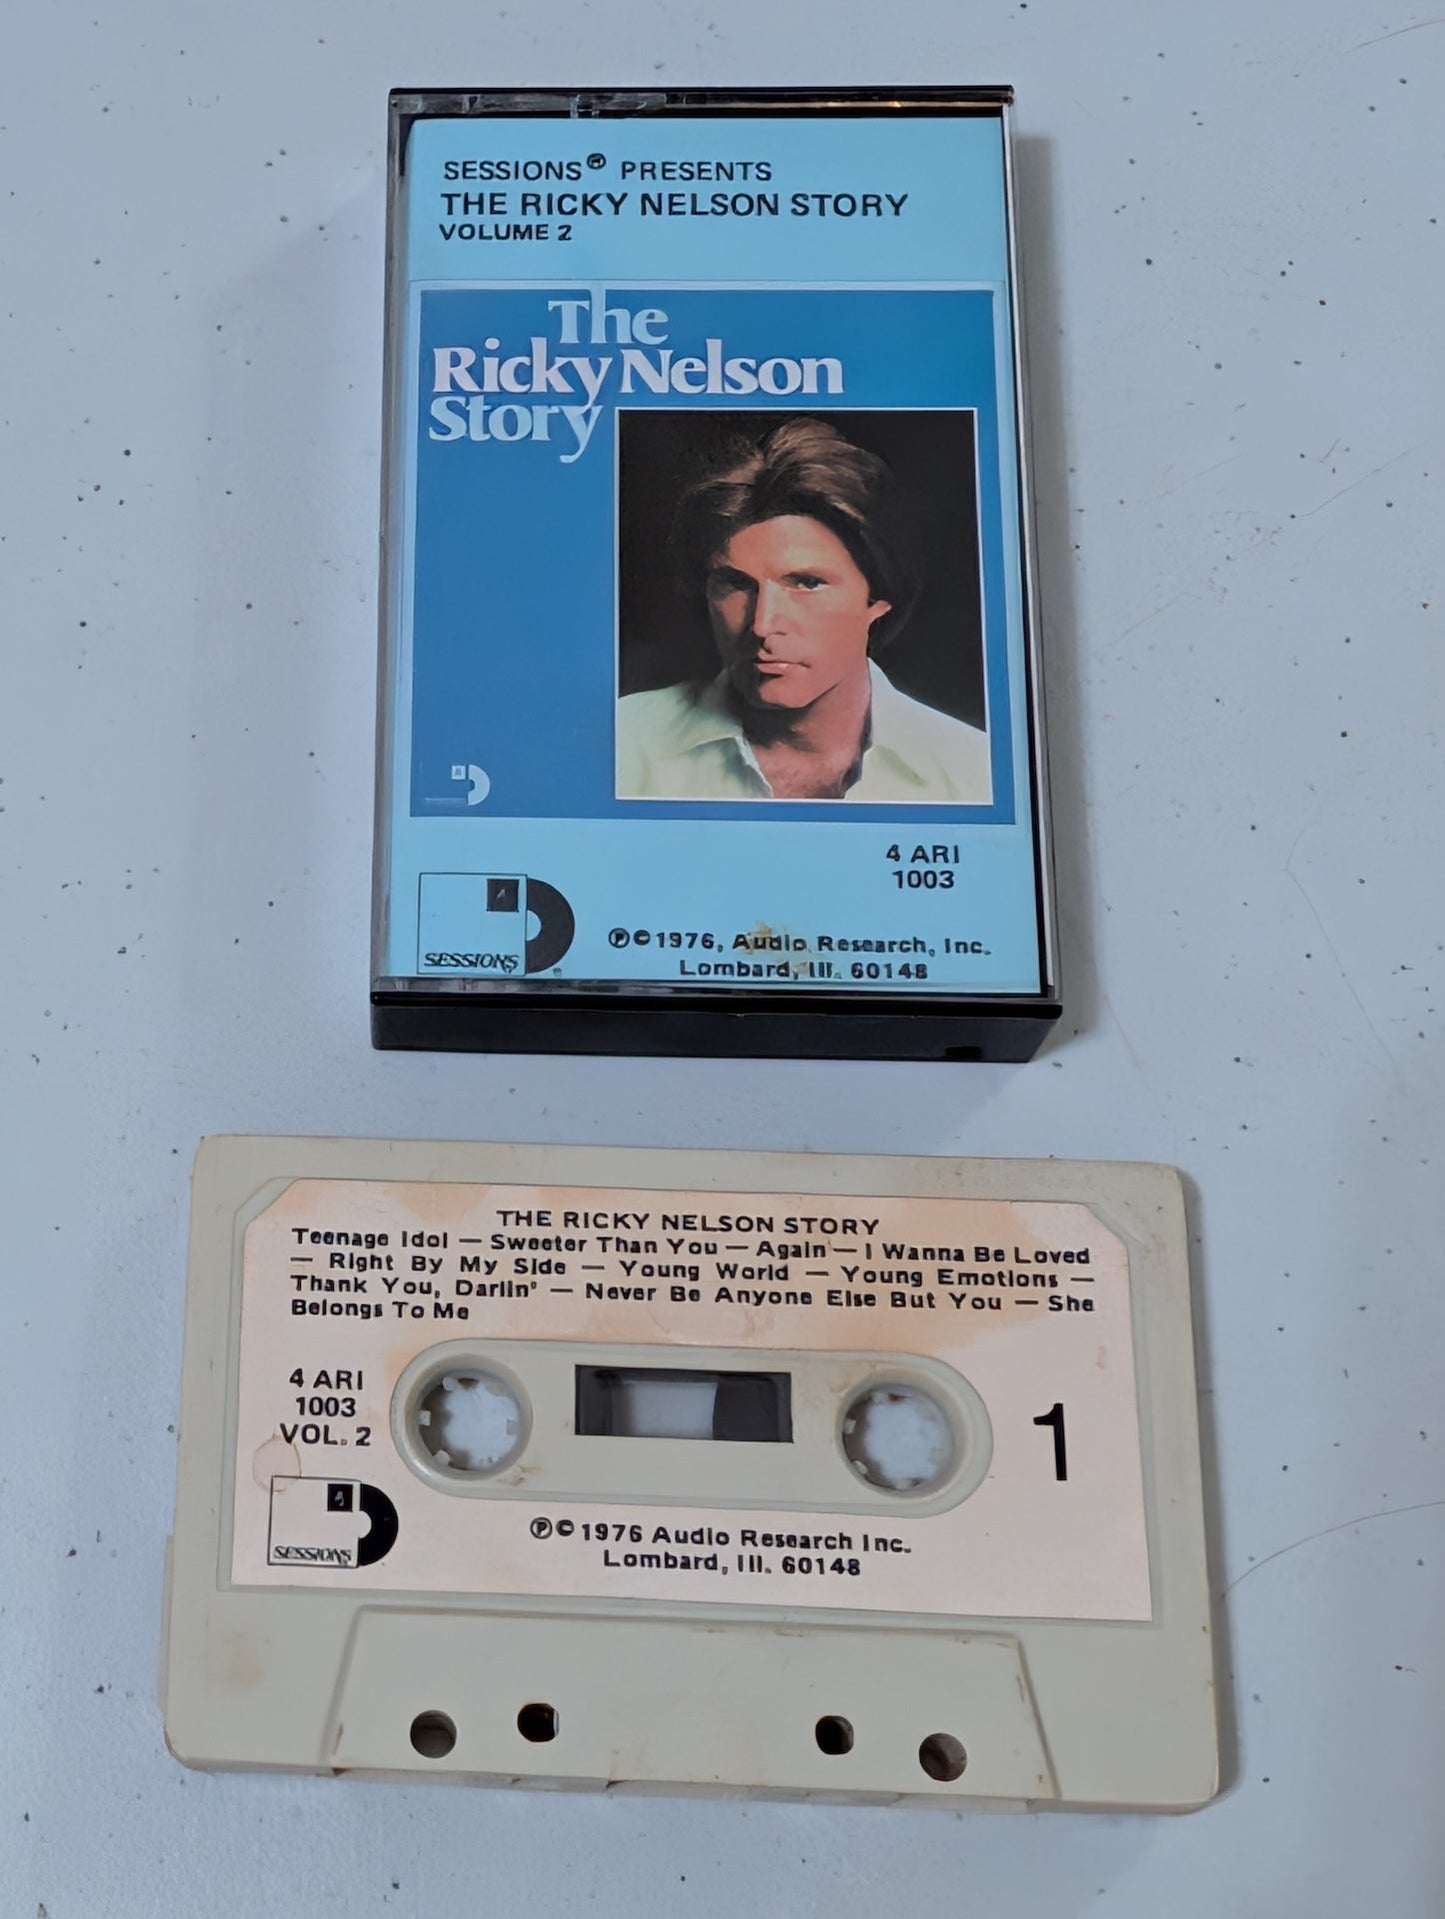 SESSIONS® PRESENTS
THE RICKY NELSON STORY
VOLUME 2
The
Ricky Nelson
Story
4 ARI
1003
SESSIONS
℗©1976, Audio Research, Inc.
Lombard, Ill. 60148
THE RICKY NELSON STORY
Teenage Idol — Sweeter Than You — Again — I Wanna Be Loved
— Right By My Side — Young World — Young Emotions —
Thank You, Darlin' — Never Be Anyone Else But You — She
Belongs To Me
4 ARI
1003
VOL. 2
1
SESSIONS
℗©1976 Audio Research Inc.
Lombard, Ill. 60148